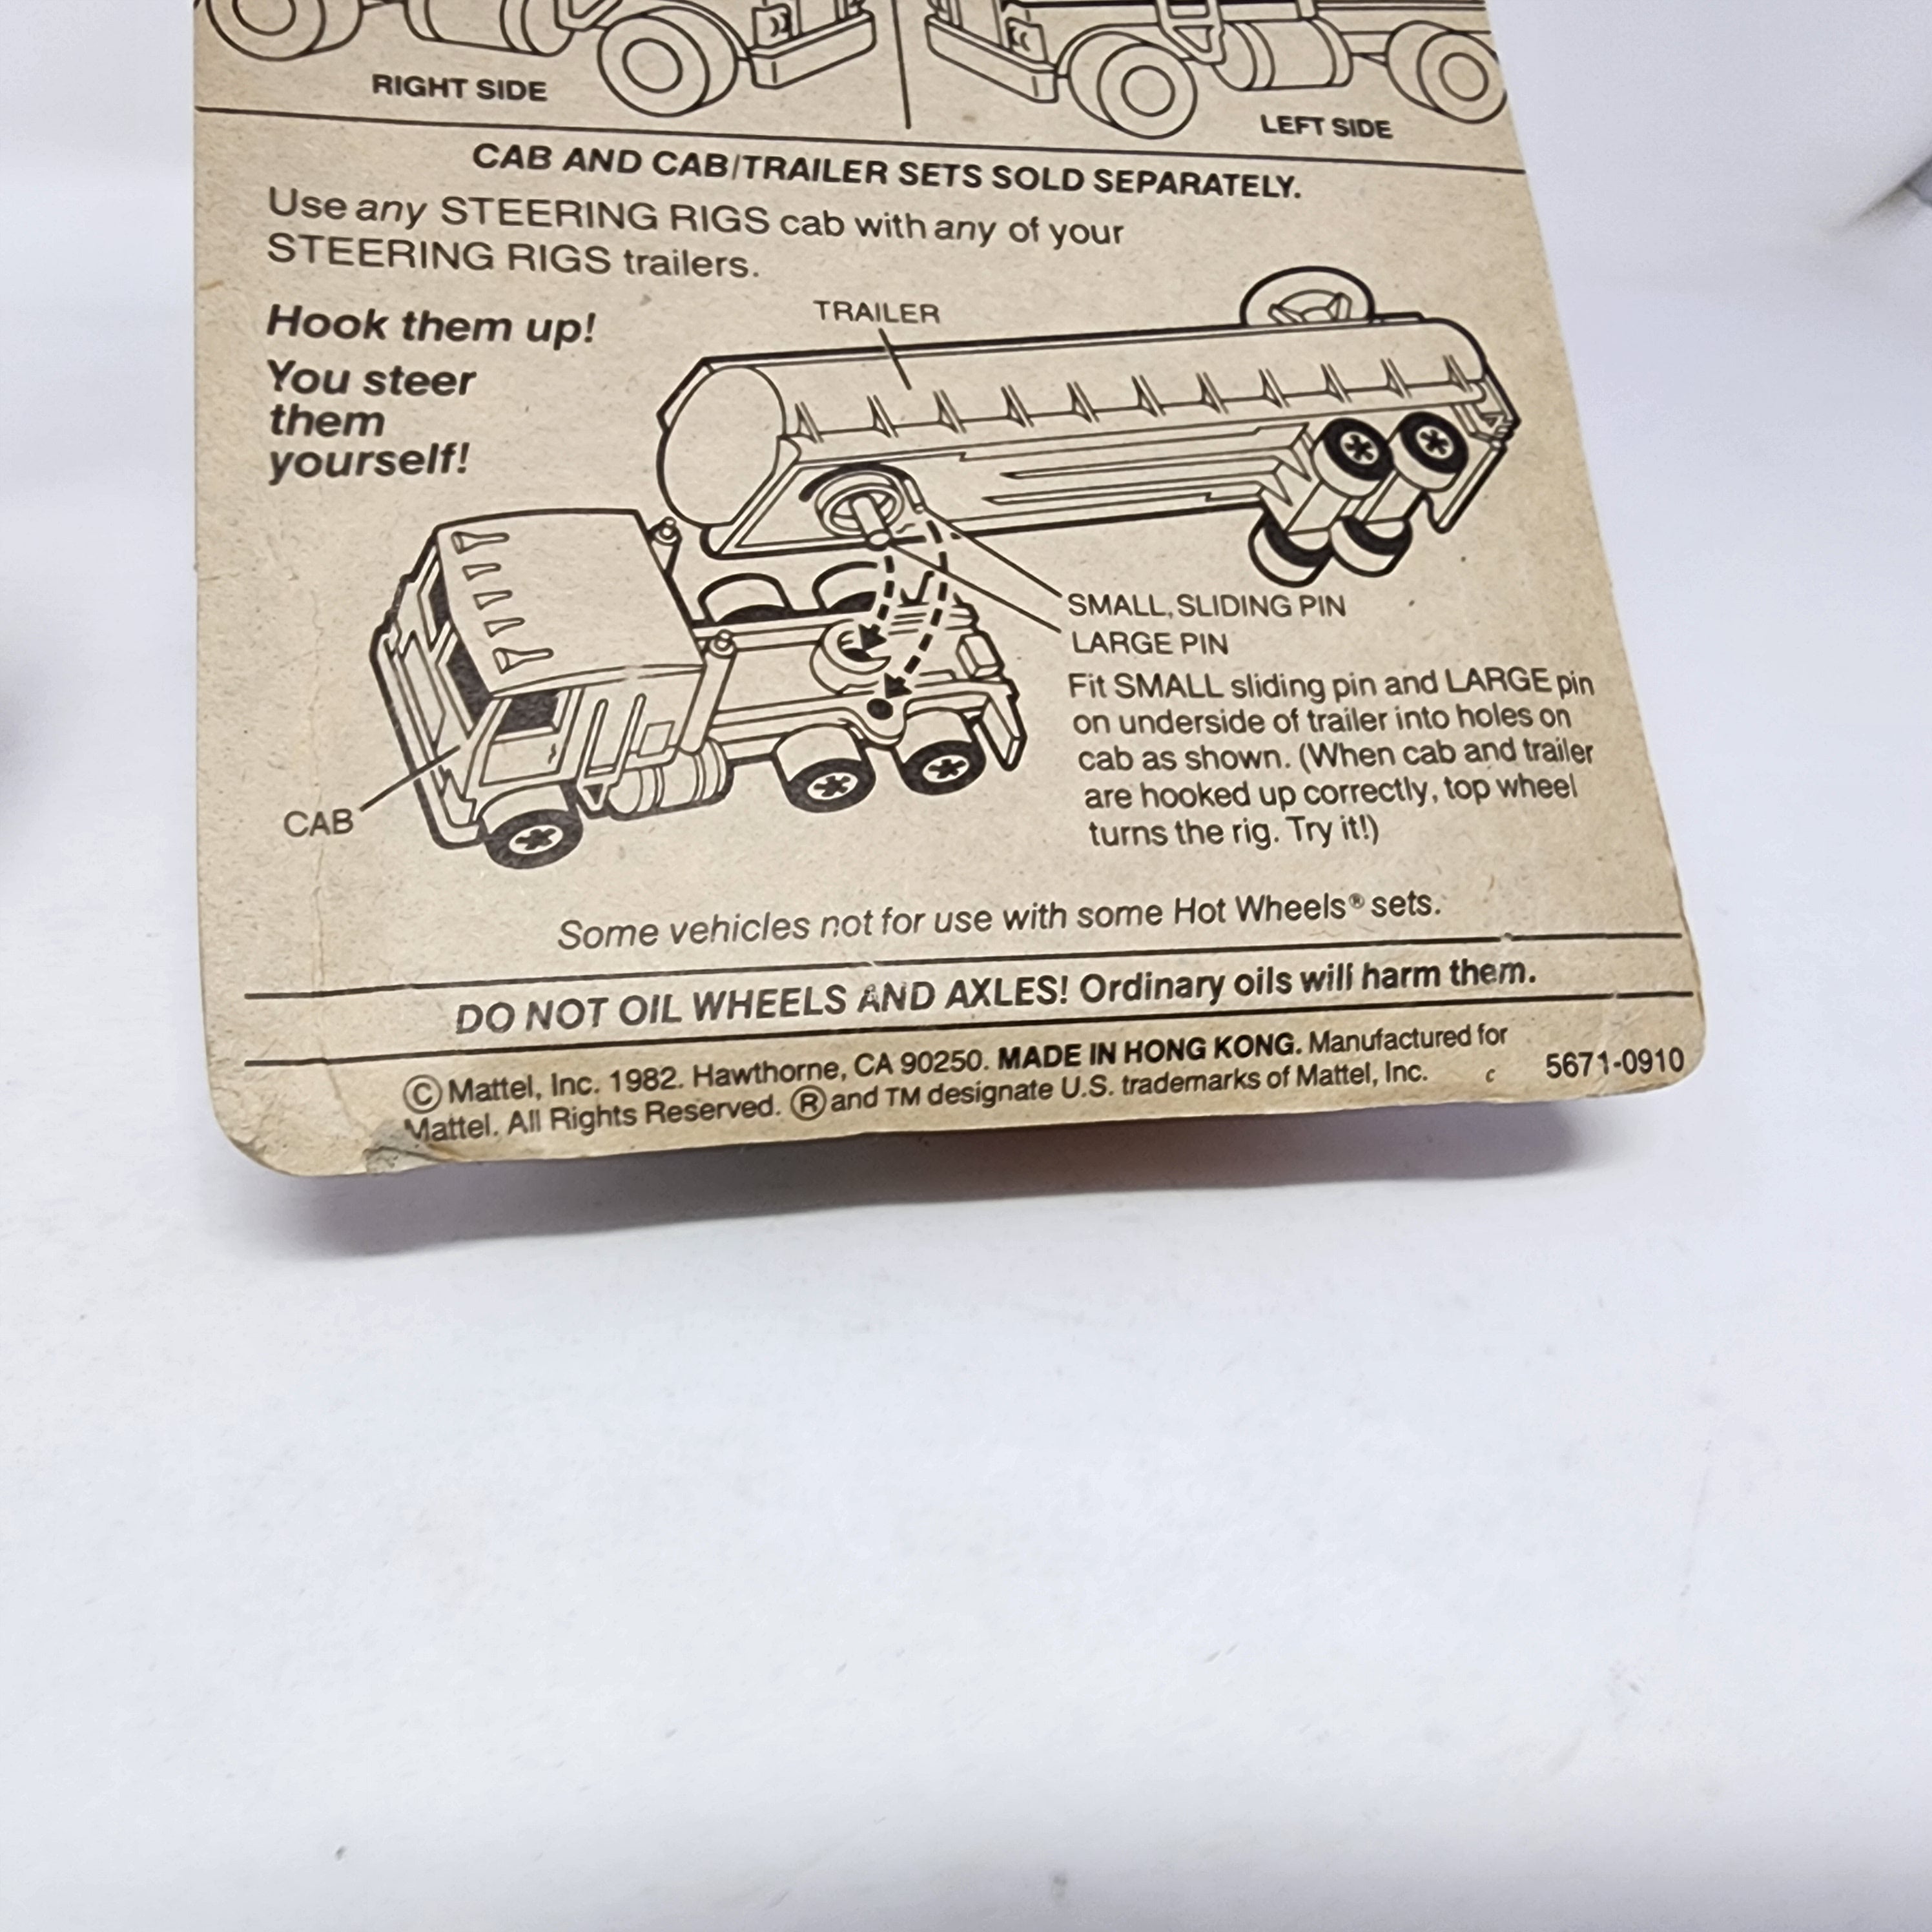 RIGHT SIDE
LEFT SIDE
CAB AND CAB/TRAILER SETS SOLD SEPARATELY.
Use any STEERING RIGS cab with any of your
STEERING RIGS trailers.
Hook them up!
You steer
them
yourself!
TRAILER
SMALL, SLIDING PIN
LARGE PIN
Fit SMALL sliding pin and LARGE pin
on underside of trailer into holes on
cab as shown. (When cab and trailer
are hooked up correctly, top wheel
turns the rig. Try it!)
CAB
Some vehicles not for use with some Hot Wheels® sets.
DO NOT OIL WHEELS AND AXLES! Ordinary oils will harm them.
© Mattel, Inc. 1982. Hawthorne, CA 90250. MADE IN HONG KONG. Manufactured for
Mattel. All Rights Reserved. ® and TM designate U.S. trademarks of Mattel, Inc.
c 5671-0910